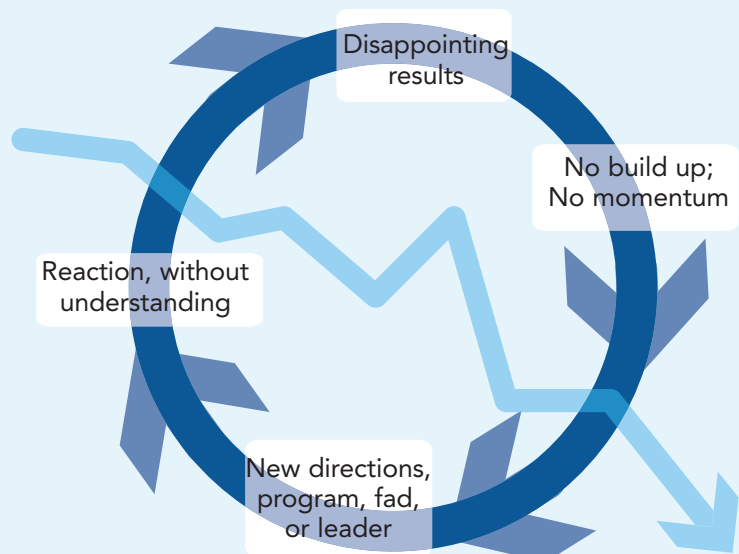 Disappointing
results
No build up;
No momentum
Reaction, without
understanding
New directions,
program, fad,
or leader